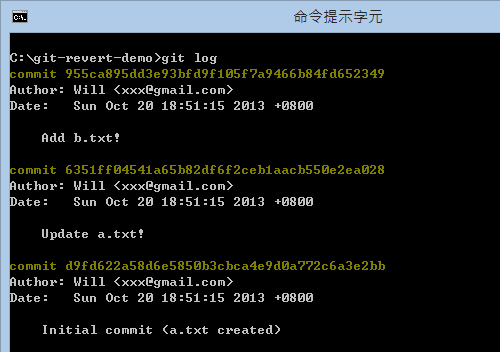 命令提示字元
C:\git-revert-demo>git log
commit 955ca895dd3e93bfd9f105f7a9466b84fd652349
Author: Will <xxx@gmail.com>
Date:   Sun Oct 20 18:51:15 2013 +0800
Add b.txt!
commit 6351ff04541a65b82df6f2ceb1aacb550e2ea028
Author: Will <xxx@gmail.com>
Date:   Sun Oct 20 18:51:15 2013 +0800
Update a.txt!
commit d9fd622a58d6e5850b3cbca4e9d0a772c6a3e2bb
Author: Will <xxx@gmail.com>
Date:   Sun Oct 20 18:51:15 2013 +0800
Initial commit (a.txt created)